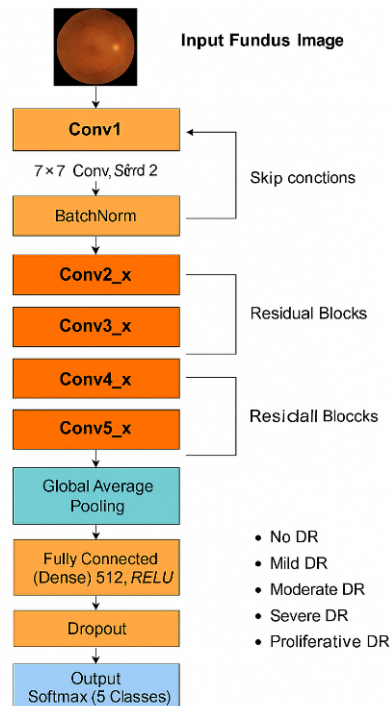 Input Fundus Image
Conv1
7×7 Conv, Sêrd 2
Skip conctions
BatchNorm
Conv2_x
Conv3_x
Residual Blocks
Conv4_x
Conv5_x
Residall Bloccks
Global Average
Pooling
Fully Connected
(Dense) 512, RELU
Dropout
Output
Softmax (5 Classes)
• No DR
• Mild DR
• Moderate DR
• Severe DR
• Proliferative DR